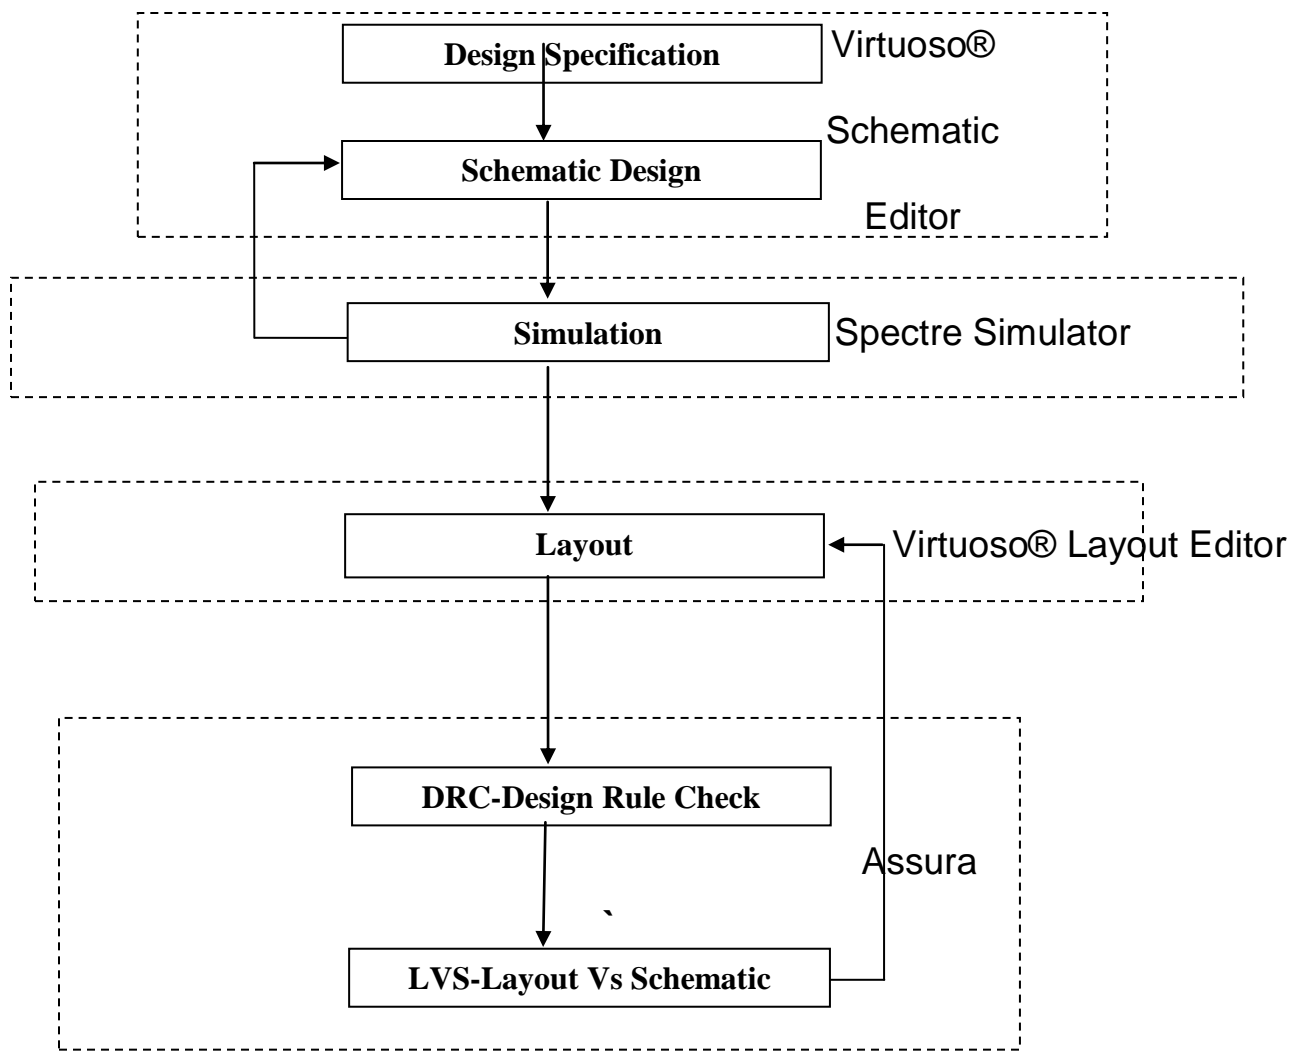 Design Specification
Virtuoso®
Schematic
Schematic Design
Editor
Simulation
Spectre Simulator
Layout
Virtuoso® Layout Editor
DRC-Design Rule Check
Assura
`
LVS-Layout Vs Schematic